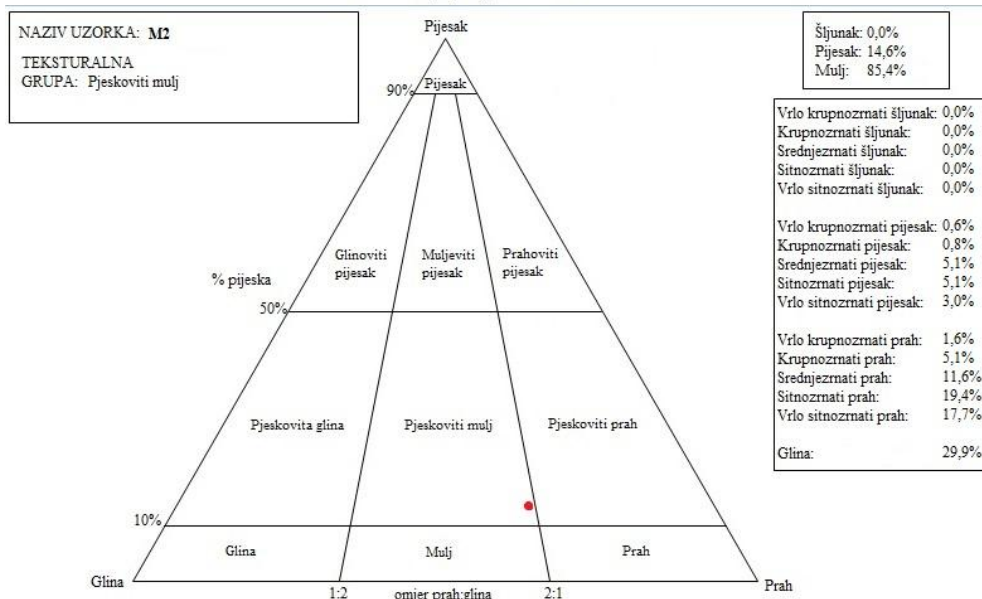 NAZIV UZORKA: M2
TEKSTURALNA
GRUPA: Pjeskoviti mulj
Pijesak
90%
Pijesak
Glinoviti
pijesak
Muljeviti
pijesak
Prahoviti
pijesak
% pijeska
50%
Pjeskovita glina
Pjeskoviti mulj
Pjeskoviti prah
10%
Glina
Mulj
Prah
Glina
1:2
omjer prah:glina
2:1
Prah
Šljunak: 0,0%
Pijesak: 14,6%
Mulj: 85,4%
Vrlo krupnozrnati šljunak: 0,0%
Krupnozrnati šljunak: 0,0%
Srednjezrnati šljunak: 0,0%
Sitnozrnati šljunak: 0,0%
Vrlo sitnozrnati šljunak: 0,0%
Vrlo krupnozrnati pijesak: 0,6%
Krupnozrnati pijesak: 0,8%
Srednjezrnati pijesak: 5,1%
Sitnozrnati pijesak: 5,1%
Vrlo sitnozrnati pijesak: 3,0%
Vrlo krupnozrnati prah: 1,6%
Krupnozrnati prah: 5,1%
Srednjezrnati prah: 11,6%
Sitnozrnati prah: 19,4%
Vrlo sitnozrnati prah: 17,7%
Glina: 29,9%